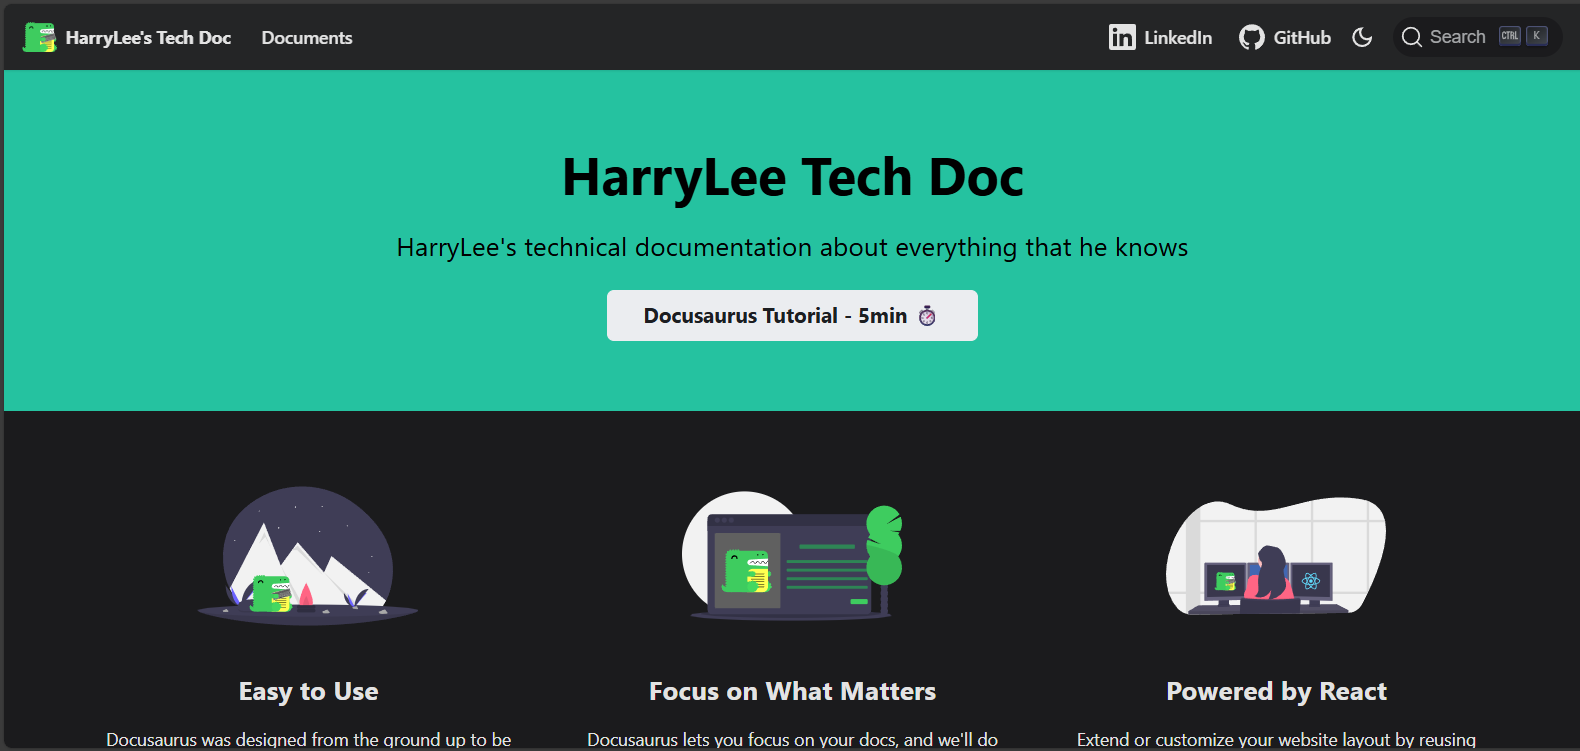 HarryLee's Tech Doc
Documents
LinkedIn
GitHub
Search
CTRL
K
HarryLee Tech Doc
HarryLee's technical documentation about everything that he knows
Docusaurus Tutorial - 5min ⏱️
Easy to Use
Focus on What Matters
Powered by React
Docusaurus was designed from the ground up to be
Docusaurus lets you focus on your docs, and we'll do
Extend or customize your website layout by reusing